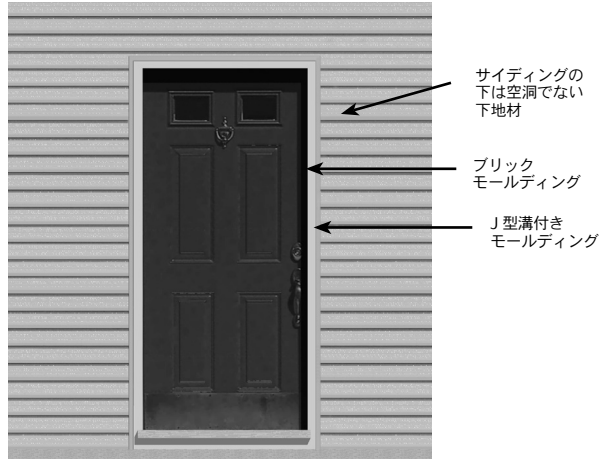 サイディングの
下は空洞でない
下地材
ブリック
モールディング
J 型溝付き
モールディング